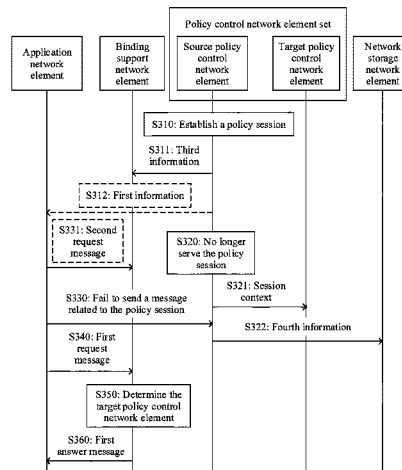 Policy control network element set
Application
network
element
Binding
support
network
element
Source policy
control
network
element
Target policy
control
network
element
Network
storage
network
element
S310: Establish a policy session
S311: Third
information
S312: First information
S331: Second
request
message
S320: No longer
serve the policy
session
S321: Session
context
S330: Fail to send a message
related to the policy session
S322: Fourth information
S340: First
request
message
S350: Determine the
target policy control
network element
S360: First
answer message